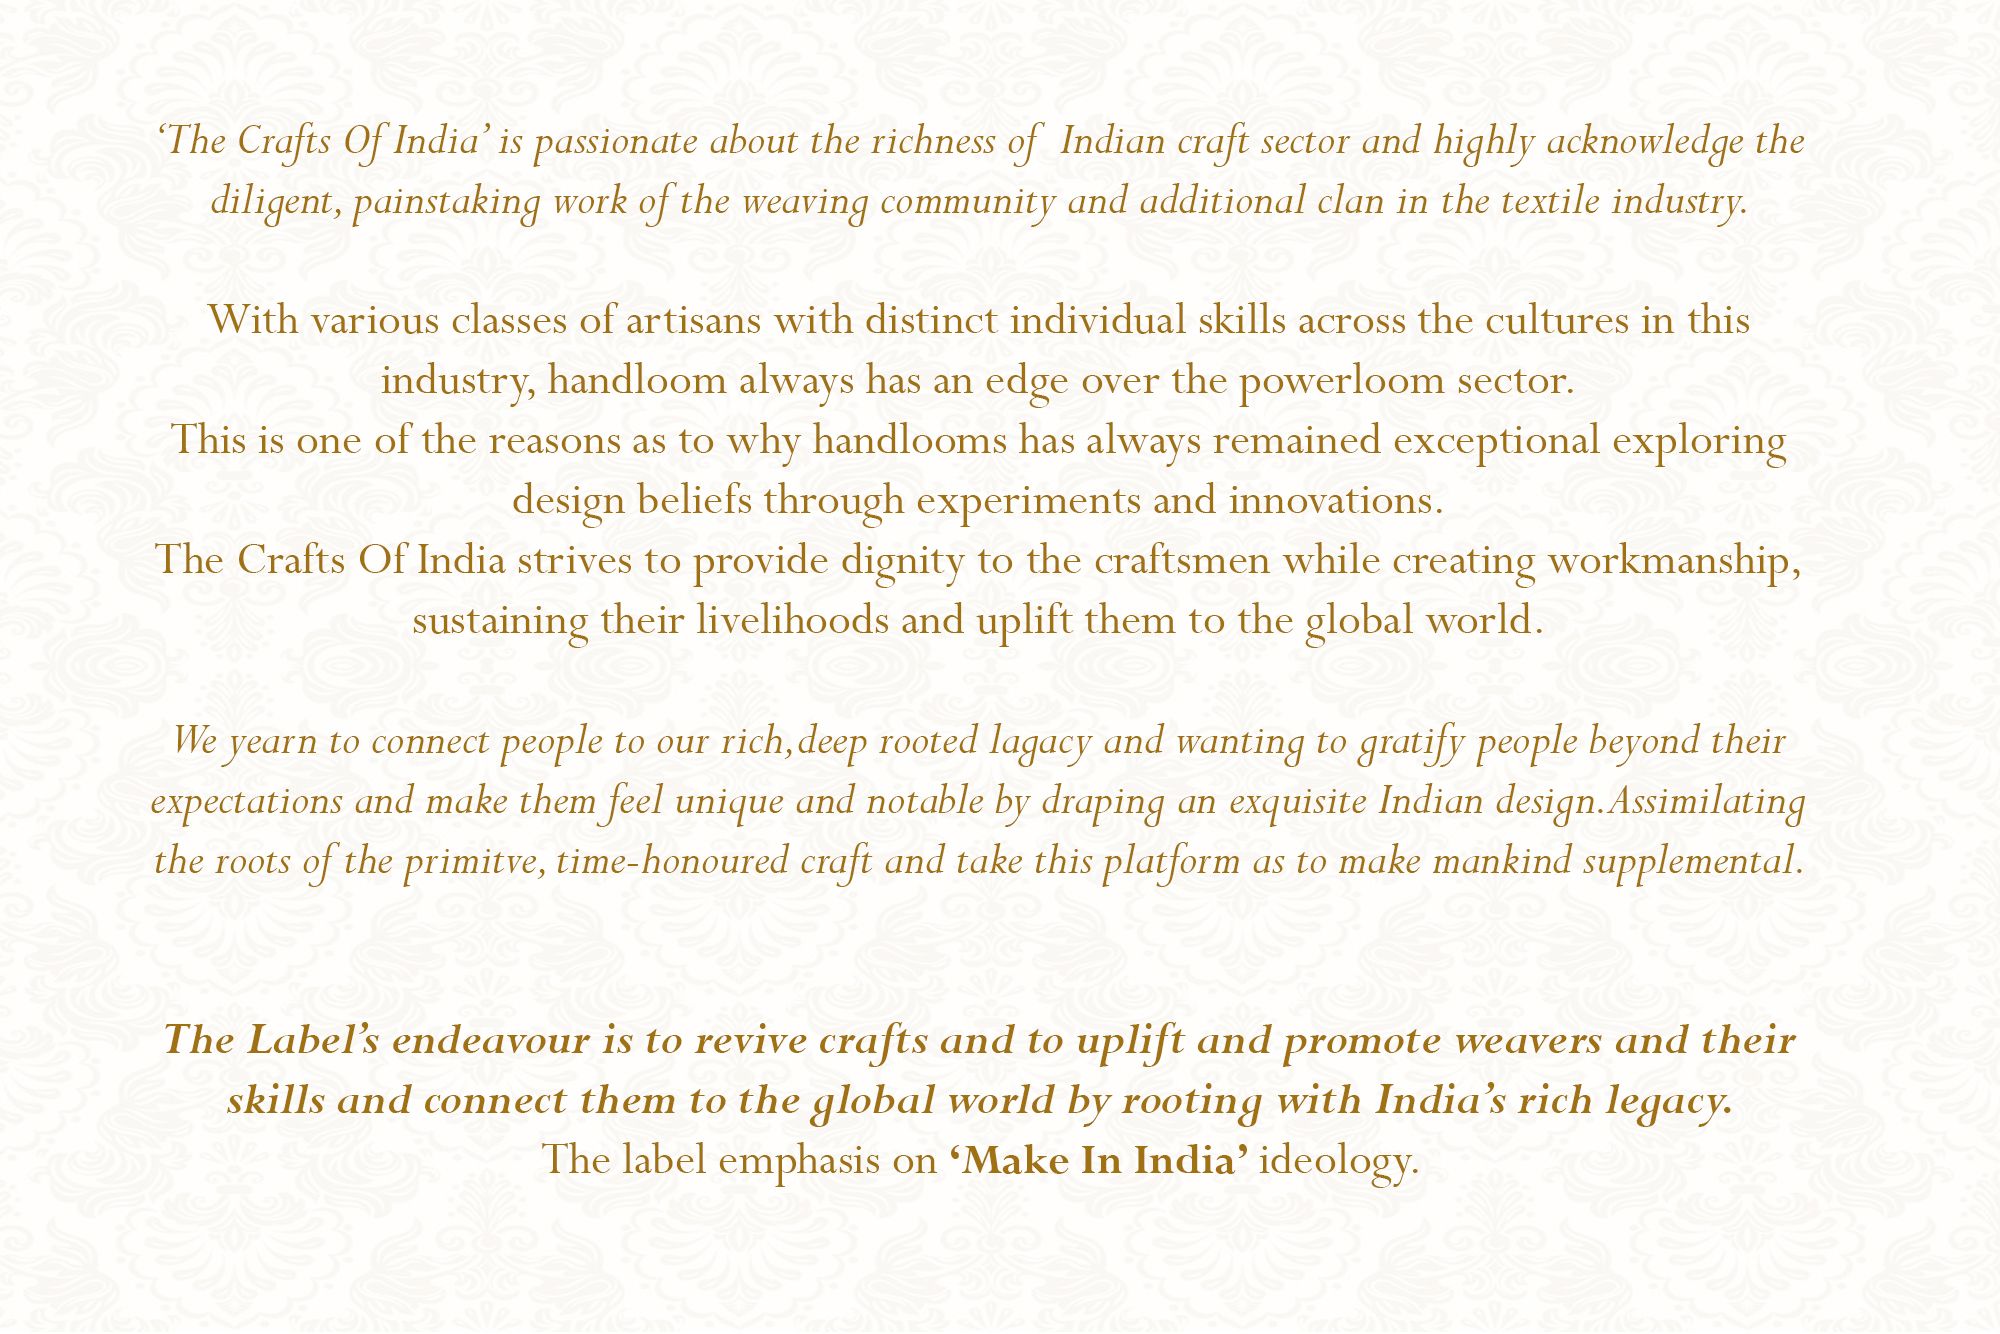 ‘The Crafts Of India’ is passionate about the richness of  Indian craft sector and highly acknowledge the
diligent, painstaking work of the weaving community and additional clan in the textile industry.
With various classes of artisans with distinct individual skills across the cultures in this
industry, handloom always has an edge over the powerloom sector.
This is one of the reasons as to why handlooms has always remained exceptional exploring
design beliefs through experiments and innovations.
The Crafts Of India strives to provide dignity to the craftsmen while creating workmanship,
sustaining their livelihoods and uplift them to the global world.
We yearn to connect people to our rich,deep rooted lagacy and wanting to gratify people beyond their
expectations and make them feel unique and notable by draping an exquisite Indian design.Assimilating
the roots of the primitve, time-honoured craft and take this platform as to make mankind supplemental.
The Label’s endeavour is to revive crafts and to uplift and promote weavers and their
skills and connect them to the global world by rooting with India’s rich legacy.
The label emphasis on ‘Make In India’ ideology.